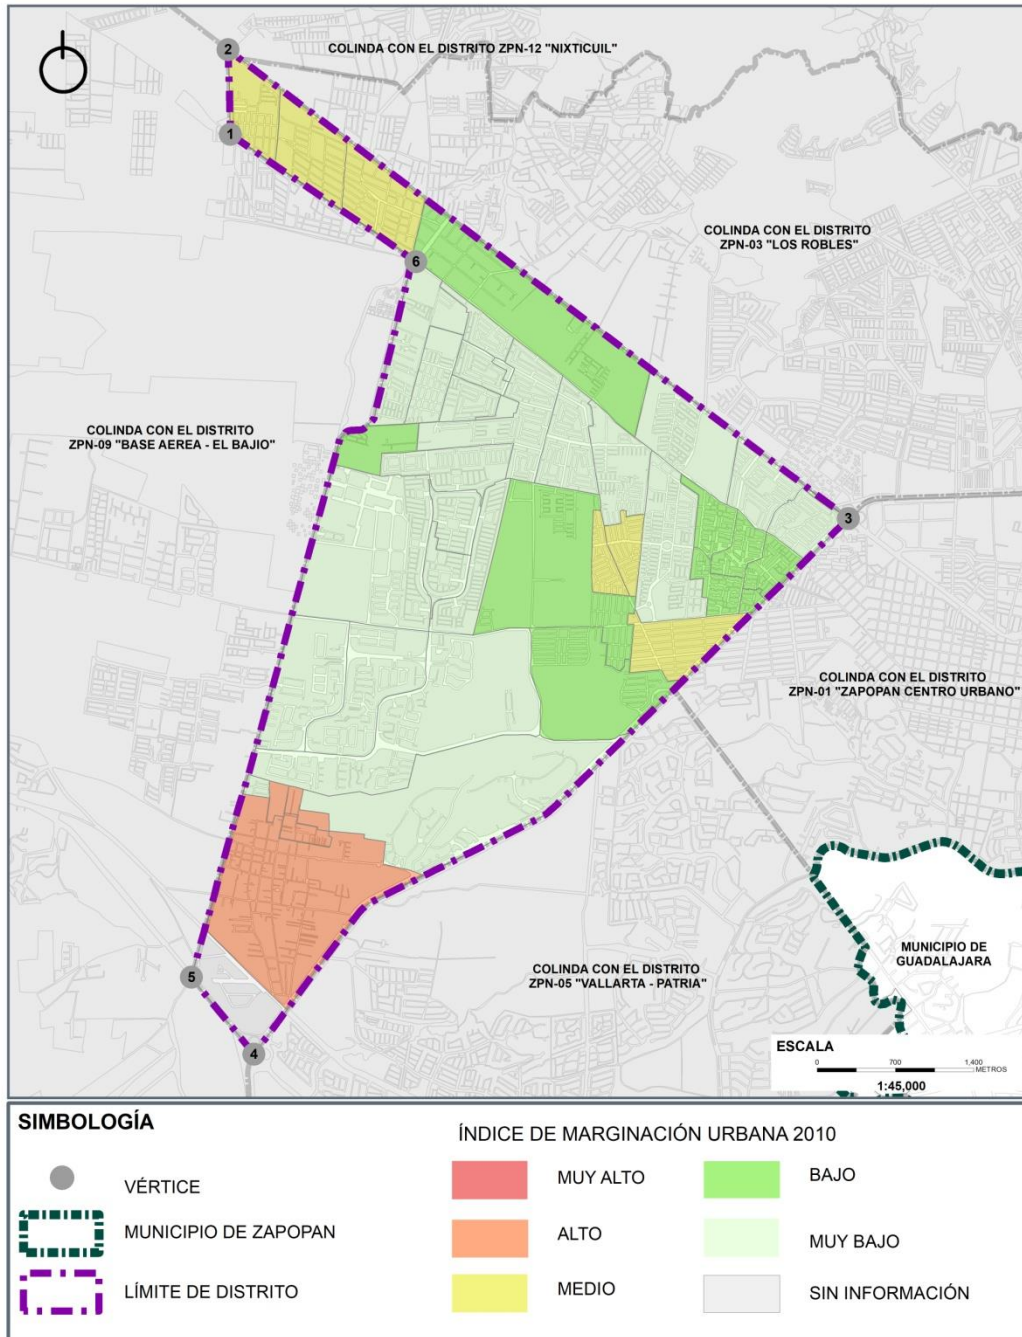 2
COLINDA CON EL DISTRITO ZPN-12 "NIXTICUIL"
1
COLINDA CON EL DISTRITO
ZPN-03 "LOS ROBLES"
6
COLINDA CON EL DISTRITO
ZPN-09 "BASE AEREA - EL BAJIO"
3
COLINDA CON EL DISTRITO
ZPN-01 "ZAPOPAN CENTRO URBANO"
5
COLINDA CON EL DISTRITO
ZPN-05 "VALLARTA - PATRIA"
MUNICIPIO DE
GUADALAJARA
4
ESCALA
0 700 1,400
METROS
1:45,000
SIMBOLOGÍA
VÉRTICE
MUNICIPIO DE ZAPOPAN
LÍMITE DE DISTRITO
ÍNDICE DE MARGINACIÓN URBANA 2010
MUY ALTO
ALTO
MEDIO
BAJO
MUY BAJO
SIN INFORMACIÓN